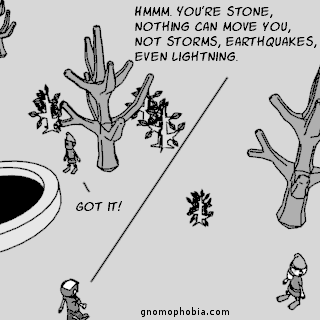 HMMM. YOU'RE STONE,
NOTHING CAN MOVE YOU,
NOT STORMS, EARTHQUAKES,
EVEN LIGHTNING.
GOT IT!
gnomophobia.com